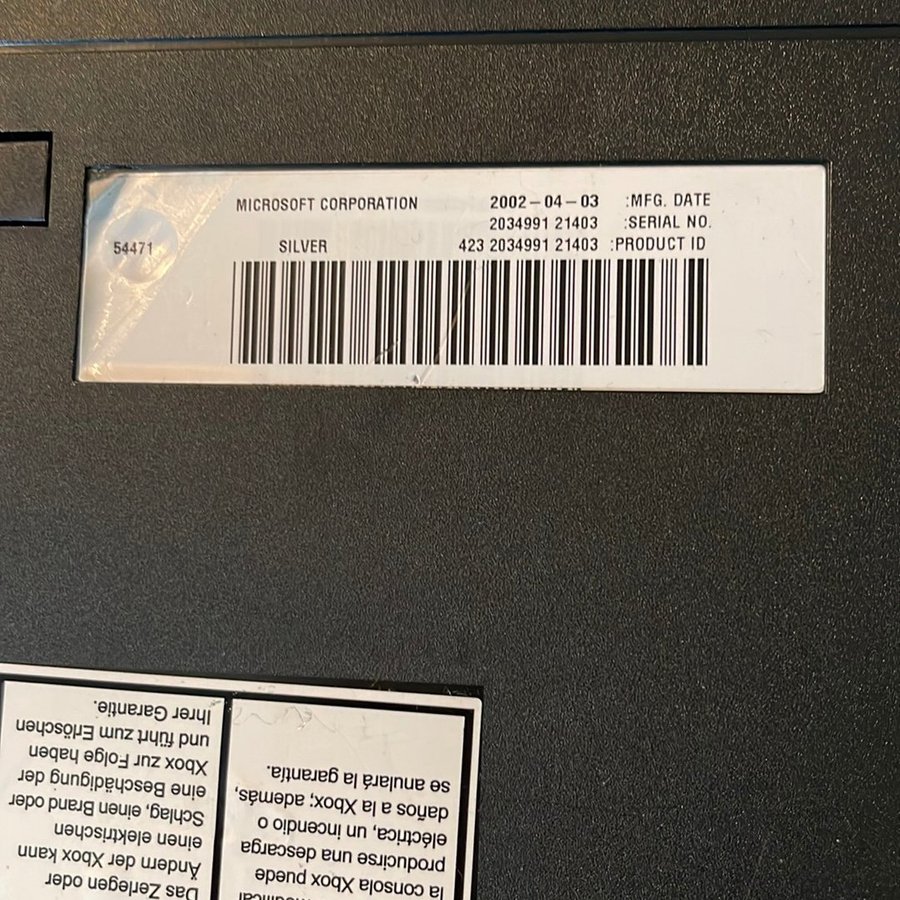 MICROSOFT CORPORATION 2002-04-03 :MFG. DATE
2034991 21403 :SERIAL NO.
54471 SILVER 423 2034991 21403 :PRODUCT ID
Das Zerlegen oder
Ändern der Xbox kann
einen elektrischen
Schlag, einen Brand oder
eine Beschädigung der
Xbox zur Folge haben
und führt zum Erlöschen
Ihrer Garantie.
la consola Xbox puede
producirse una descarga
eléctrica, un incendio o
daños a la Xbox; además,
se anulará la garantía.